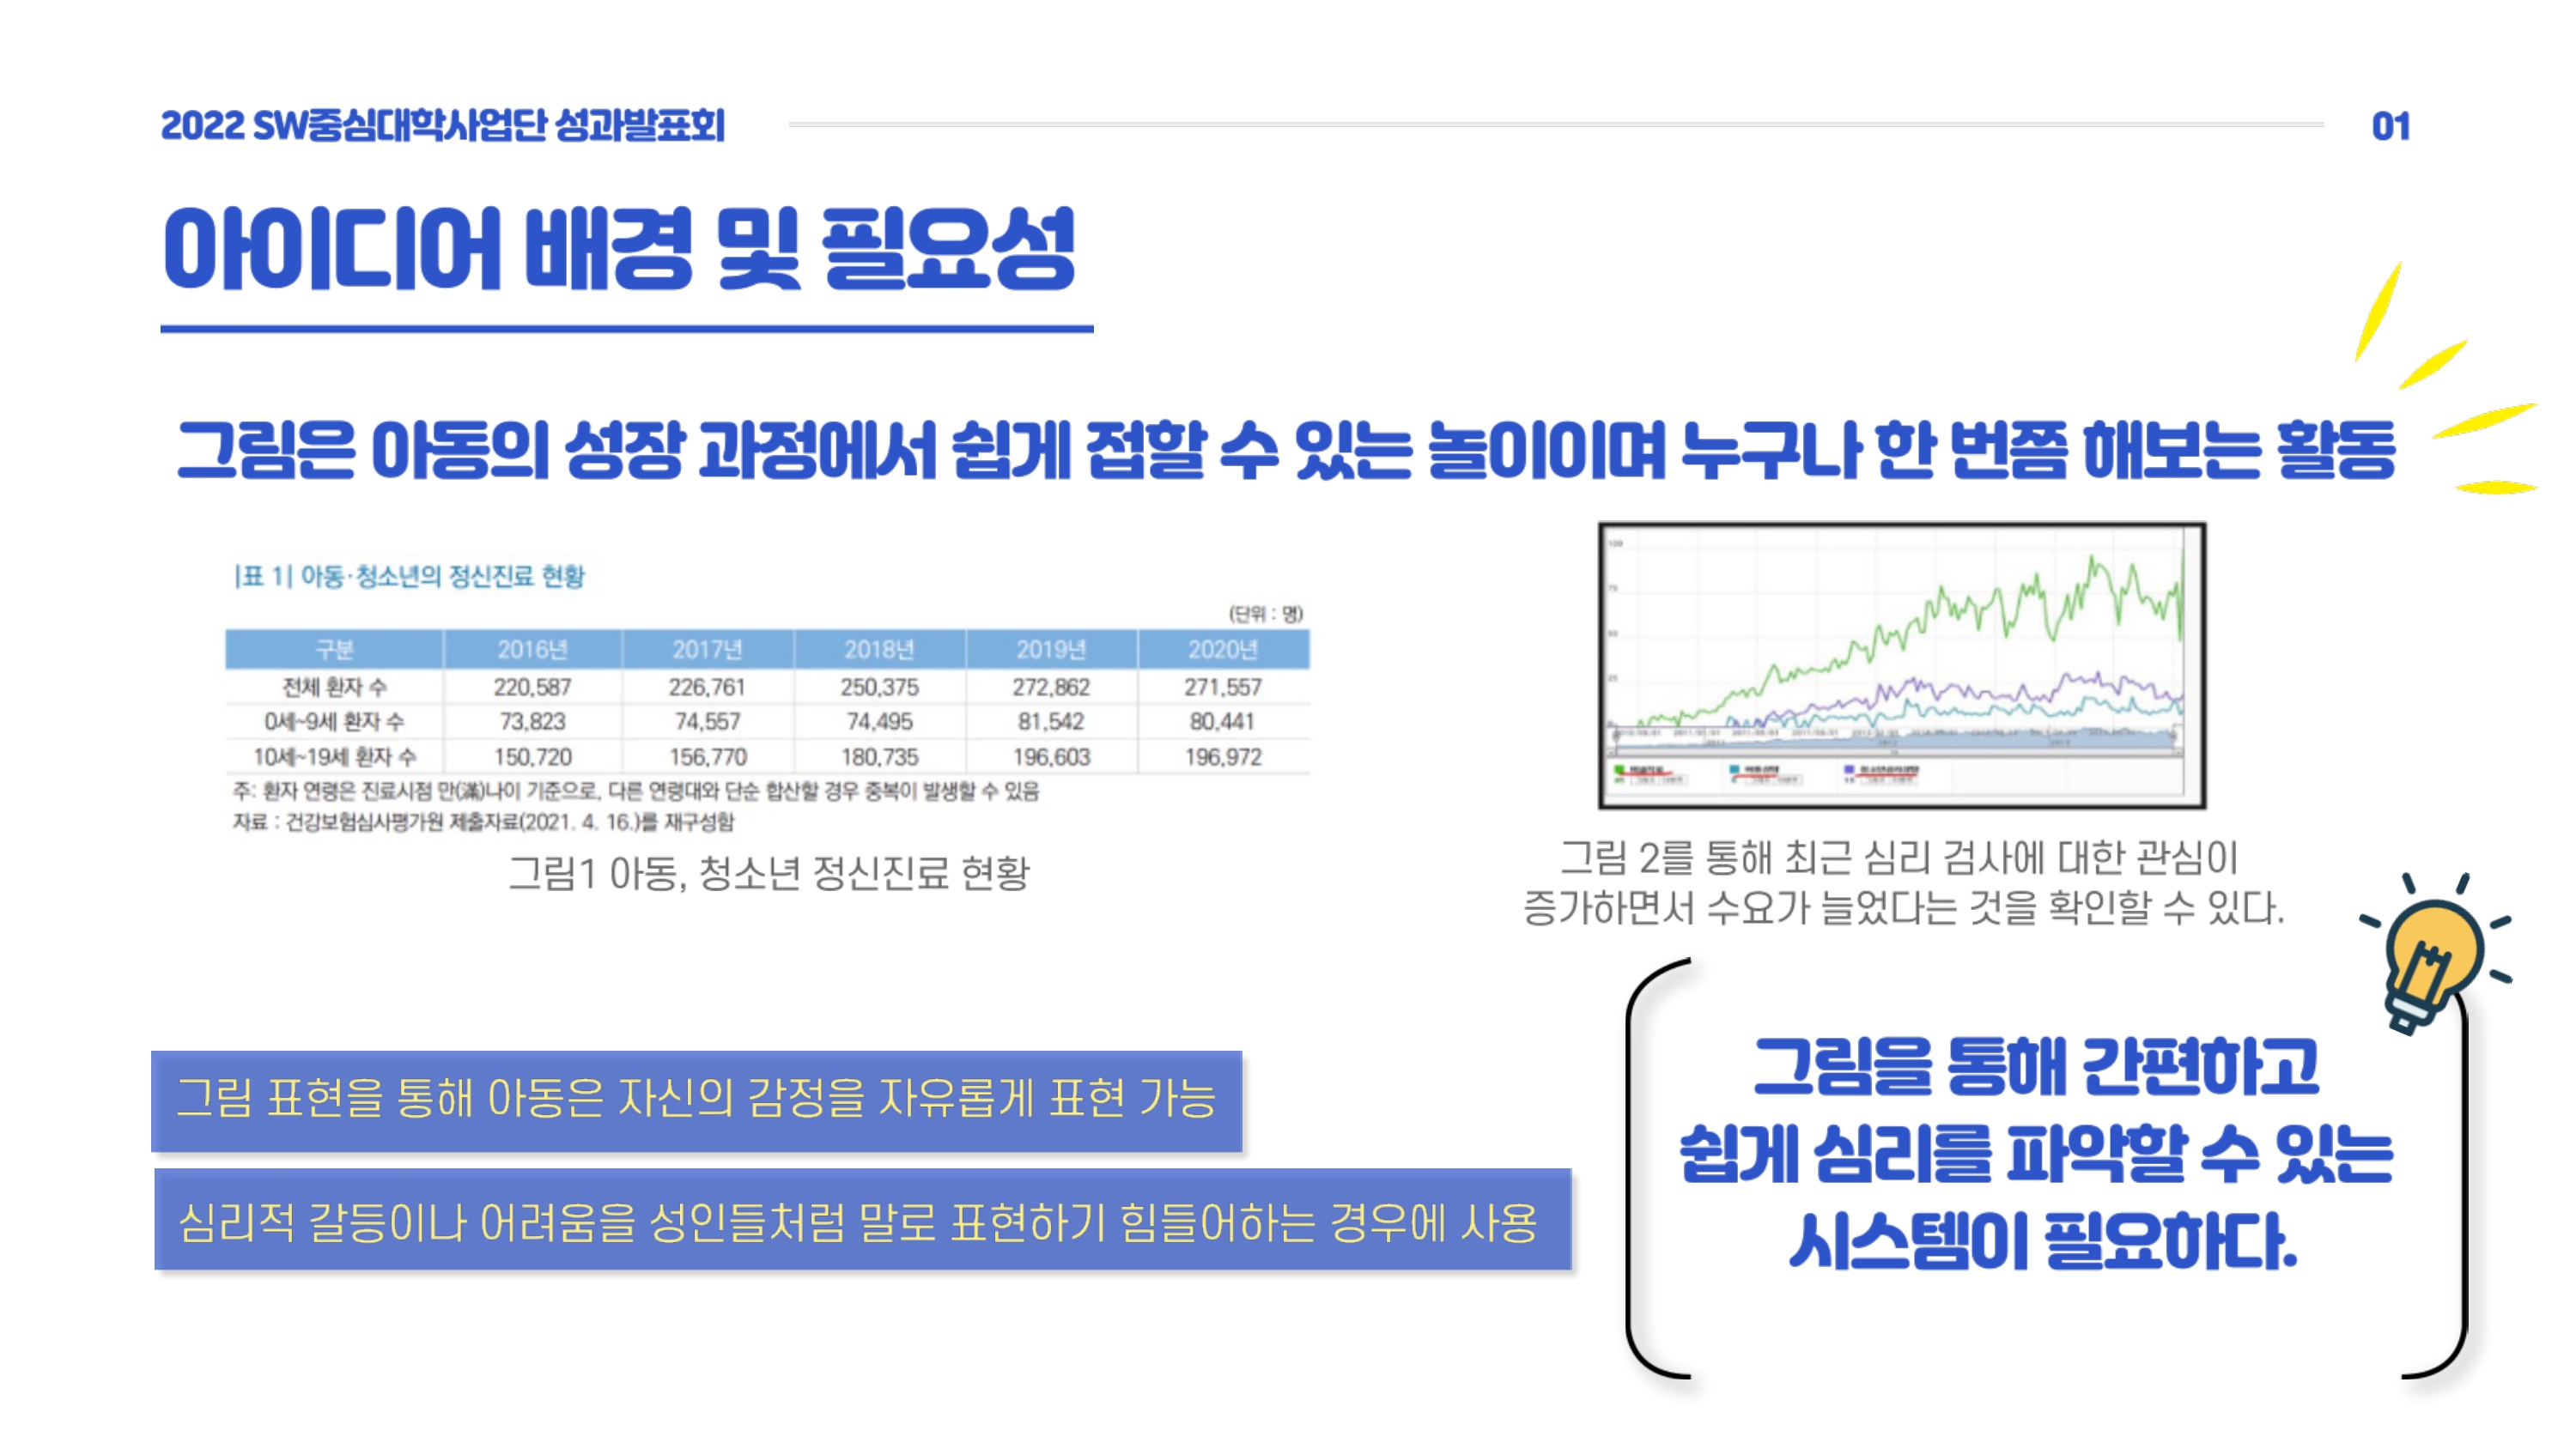 2022 SW중심대학사업단 성과발표회
01
아이디어 배경 및 필요성
그림은 아동의 성장 과정에서 쉽게 접할 수 있는 놀이이며 누구나 한 번쯤 해보는 활동
|표 1| 아동·청소년의 정신진료 현황
(단위 : 명)
구분 2016년 2017년 2018년 2019년 2020년
전체 환자 수 220,587 226,761 250,375 272,862 271,557
0세~9세 환자 수 73,823 74,557 74,495 81,542 80,441
10세~19세 환자 수 150,720 156,770 180,735 196,603 196,972
주: 환자 연령은 진료시점 만(滿)나이 기준으로, 다른 연령대와 단순 합산할 경우 중복이 발생할 수 있음
자료 : 건강보험심사평가원 제출자료(2021. 4. 16.)를 재구성함
그림1 아동, 청소년 정신진료 현황
100
75
50
25
0
그림 2를 통해 최근 심리 검사에 대한 관심이
증가하면서 수요가 늘었다는 것을 확인할 수 있다.
그림 표현을 통해 아동은 자신의 감정을 자유롭게 표현 가능
심리적 갈등이나 어려움을 성인들처럼 말로 표현하기 힘들어하는 경우에 사용
그림을 통해 간편하고
쉽게 심리를 파악할 수 있는
시스템이 필요하다.